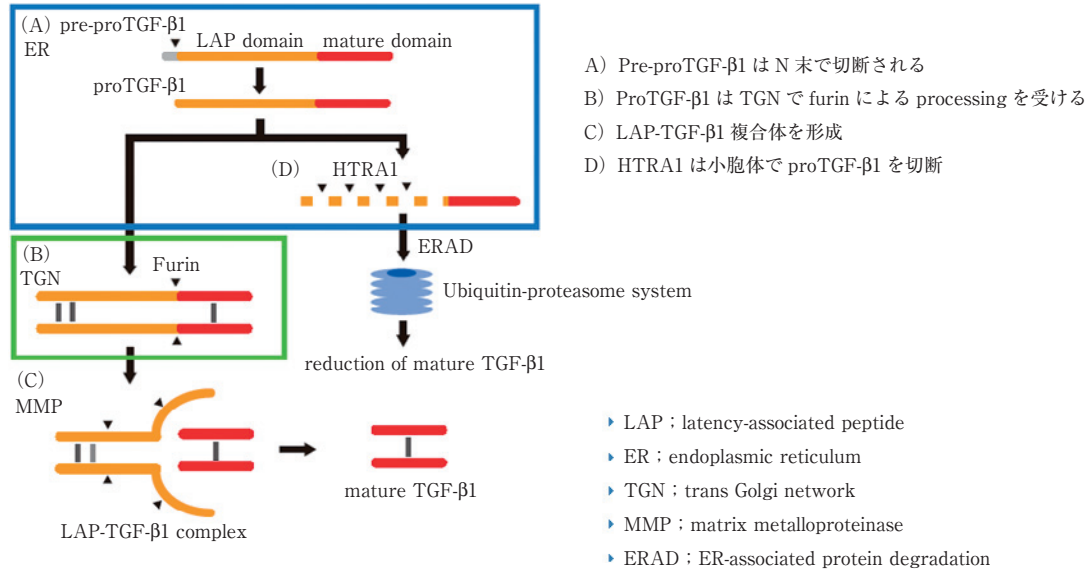 (A) pre-proTGF-β1
ER
LAP domain mature domain
proTGF-β1
(D) HTRA1
ERAD
Ubiquitin-proteasome system
reduction of mature TGF-β1
(B)
TGN
Furin
(C)
MMP
LAP-TGF-β1 complex
mature TGF-β1
A) Pre-proTGF-β1 は N 末で切断される
B) ProTGF-β1 は TGN で furin による processing を受ける
C) LAP-TGF-β1 複合体を形成
D) HTRA1 は小胞体で proTGF-β1 を切断
LAP；latency-associated peptide
ER；endoplasmic reticulum
TGN；trans Golgi network
MMP；matrix metalloproteinase
ERAD；ER-associated protein degradation